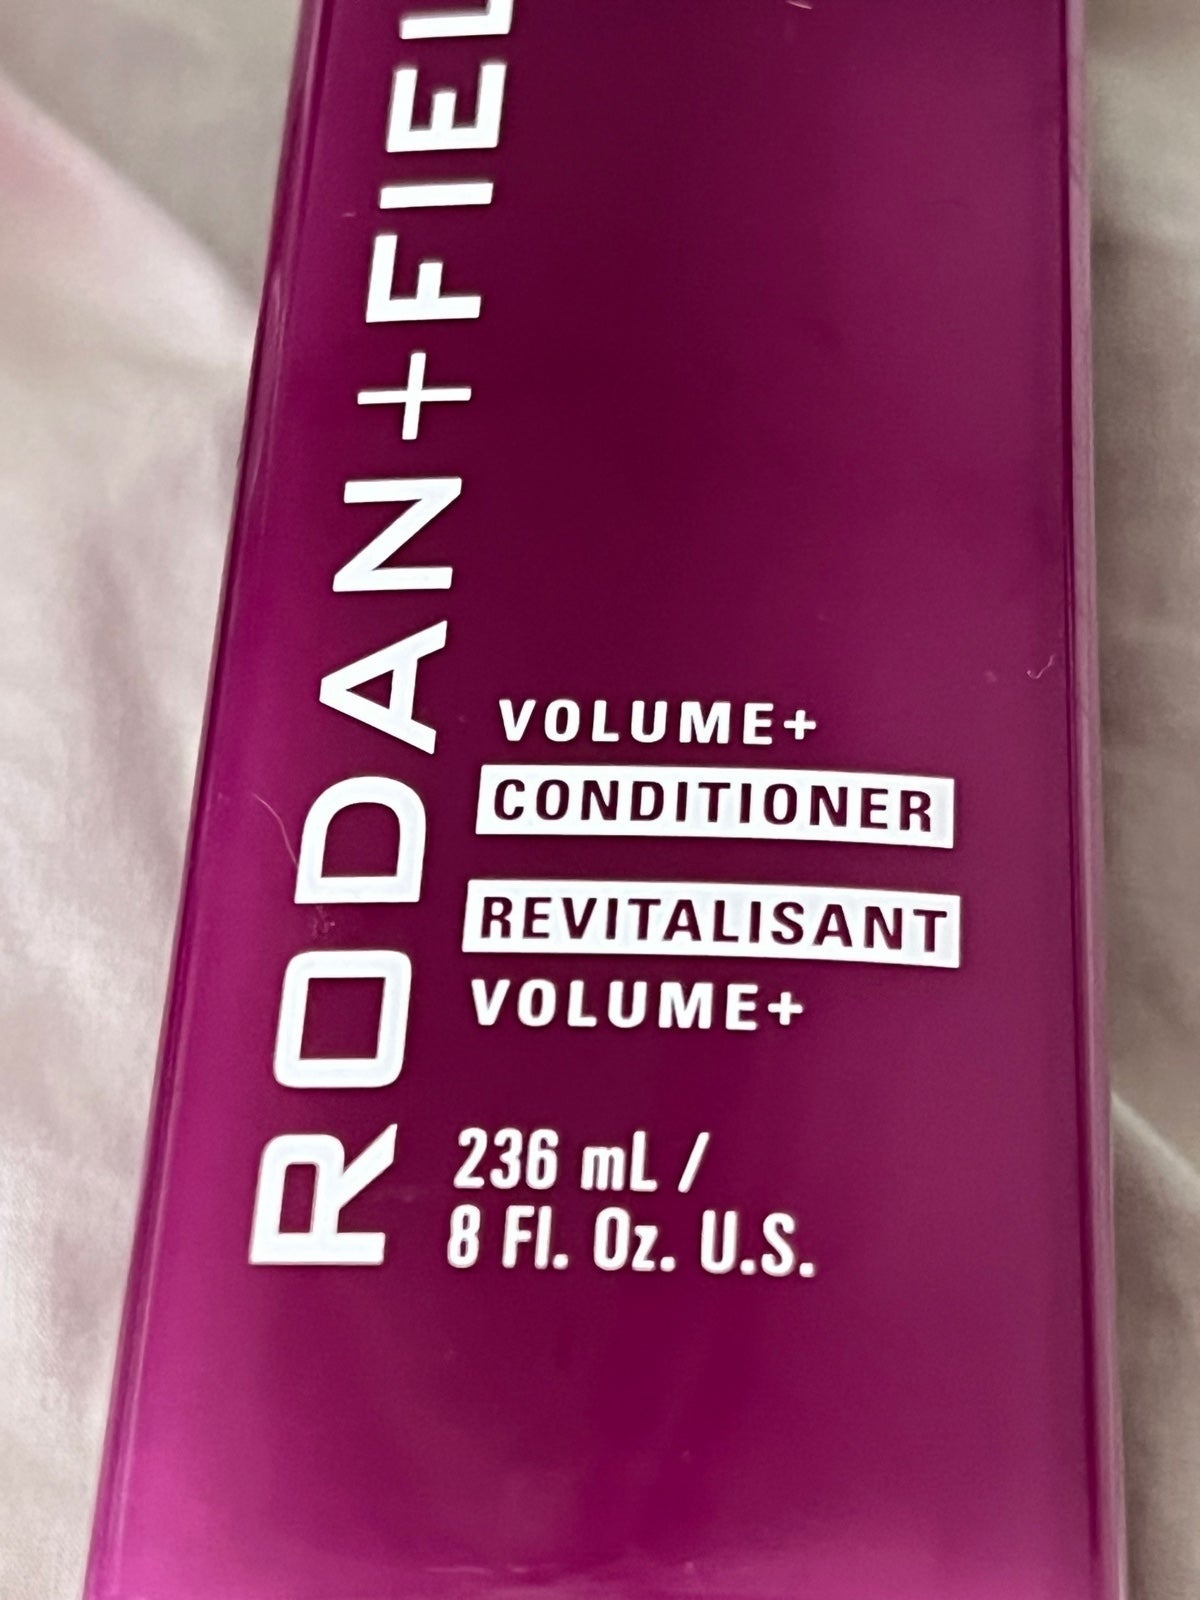 RODAN+FIEL
VOLUME+
CONDITIONER
REVITALISANT
VOLUME+
236 mL /
8 Fl. Oz. U.S.